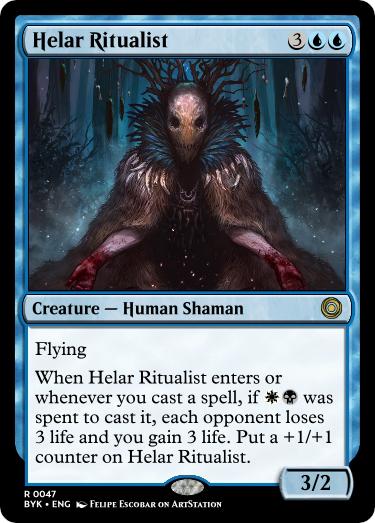 Helar Ritualist 3
Creature — Human Shaman
Flying
When Helar Ritualist enters or
whenever you cast a spell, if was
spent to cast it, each opponent loses
3 life and you gain 3 life. Put a +1/+1
counter on Helar Ritualist.
3/2
R 0047
BYK • ENG Felipe Escobar on ArtStation